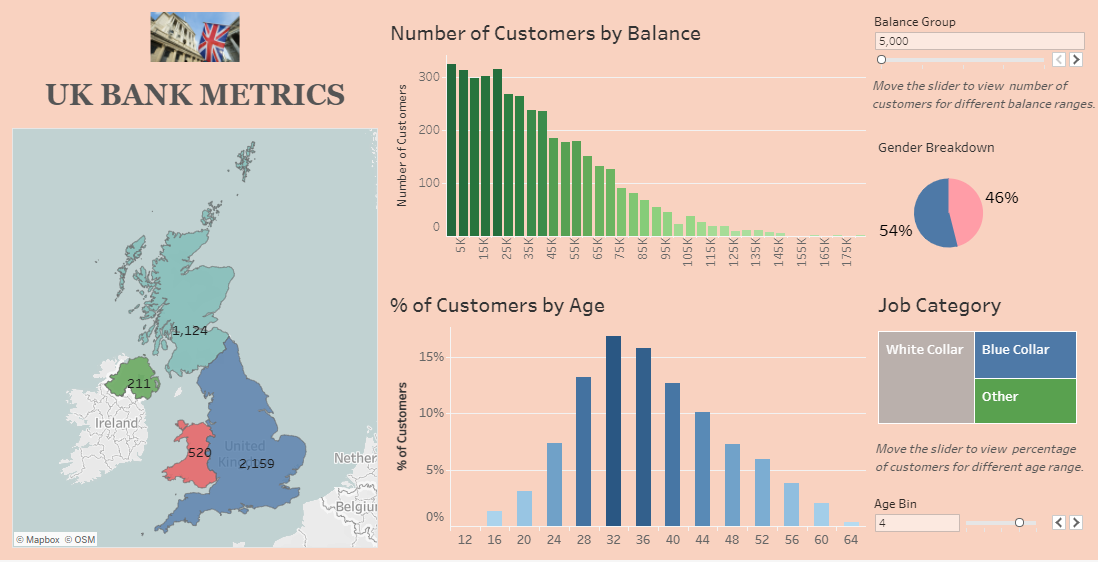 UK BANK METRICS
1,124
211
520
2,159
Ireland
United
Nether
Belgiu
© Mapbox © OSM
Number of Customers by Balance
Number of Customers
300
200
100
0
5K
15K
25K
35K
45K
55K
65K
75K
85K
95K
105K
115K
125K
135K
145K
155K
165K
175K
% of Customers by Age
% of Customers
15%
10%
5%
0%
12 16 20 24 28 32 36 40 44 48 52 56 60 64
Balance Group
5,000
Move the slider to view number of
customers for different balance ranges.
Gender Breakdown
46%
54%
Job Category
White Collar
Blue Collar
Other
Move the slider to view percentage
of customers for different age range.
Age Bin
4